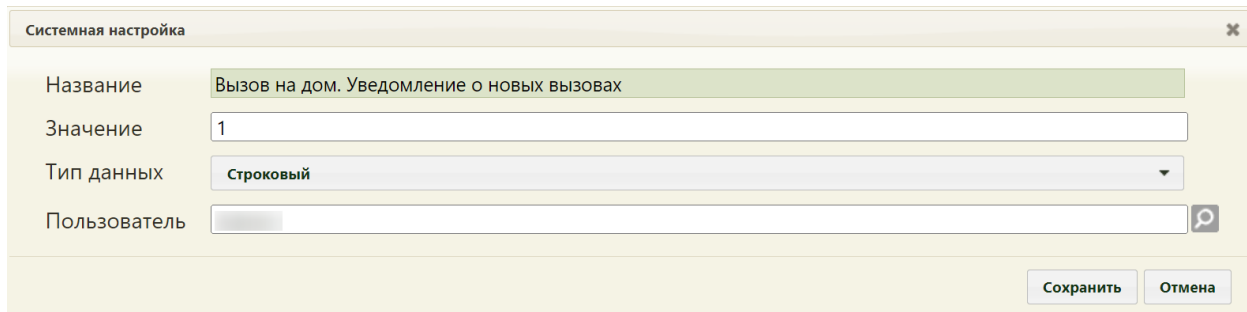 Системная настройка
Название Вызов на дом. Уведомление о новых вызовах
Значение 1
Тип данных Строковый
Пользователь
Сохранить Отмена